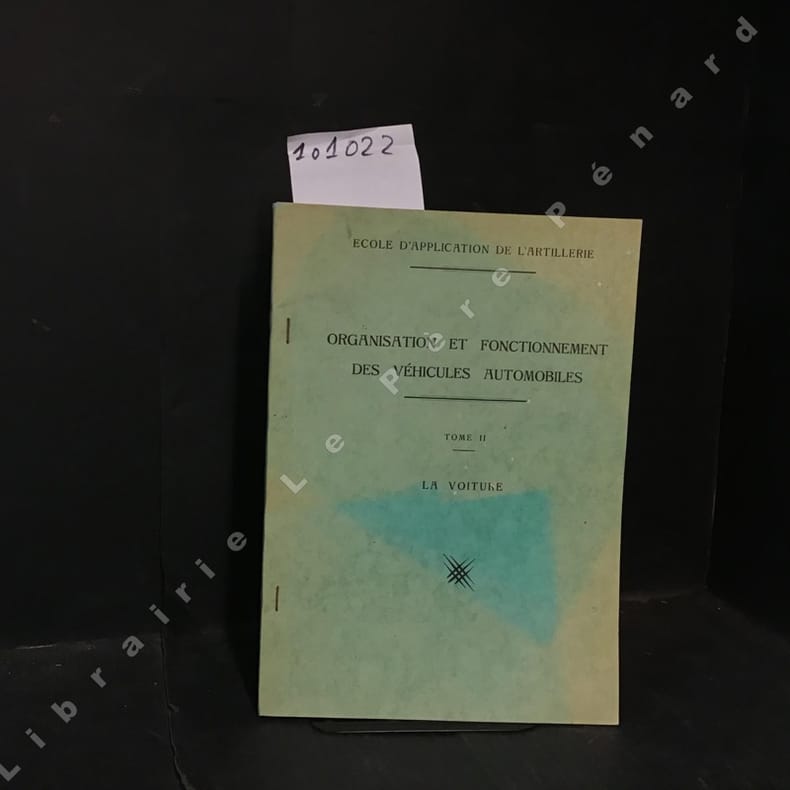 101022
ECOLE D'APPLICATION DE L'ARTILLERIE
ORGANISATION ET FONCTIONNEMENT
DES VÉHICULES AUTOMOBILES
TOME II
LA VOITURE
Librairie Le Père Pénard